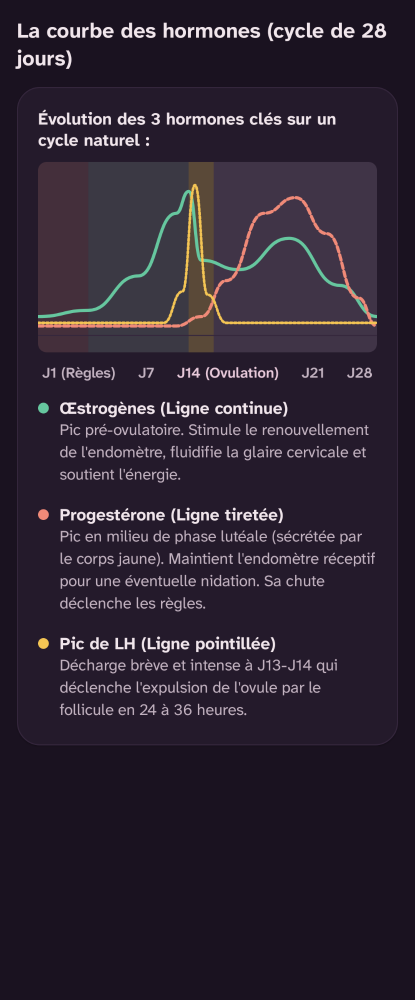 La courbe des hormones (cycle de 28
jours)
Évolution des 3 hormones clés sur un
cycle naturel :
J1 (Règles) J7 J14 (Ovulation) J21 J28
Œstrogènes (Ligne continue)
Pic pré-ovulatoire. Stimule le renouvellement
de l'endomètre, fluidifie la glaire cervicale et
soutient l'énergie.
Progestérone (Ligne tiretée)
Pic en milieu de phase lutéale (sécrétée par
le corps jaune). Maintient l'endomètre réceptif
pour une éventuelle nidation. Sa chute
déclenche les règles.
Pic de LH (Ligne pointillée)
Décharge brève et intense à J13-J14 qui
déclenche l'expulsion de l'ovule par le
follicule en 24 à 36 heures.